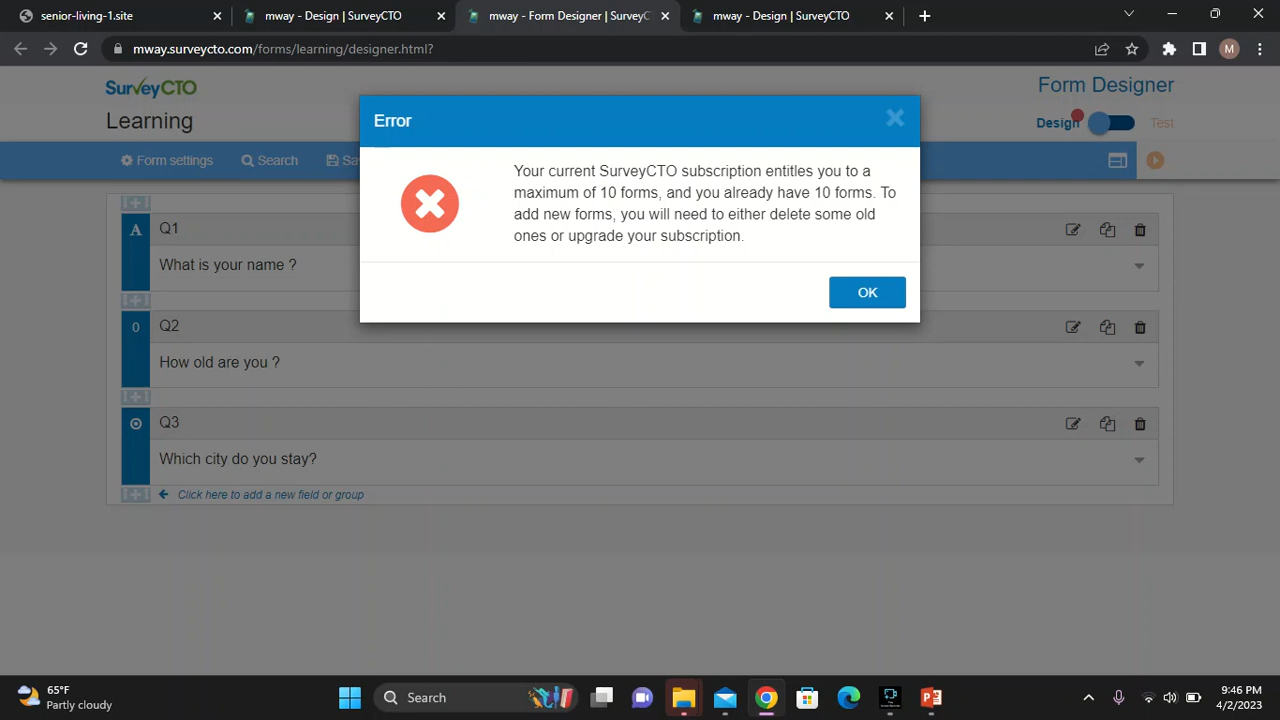 senior-living-1.site
mway - Design | SurveyCTO
mway - Form Designer | SurveyC
mway - Design | SurveyCTO
mway.surveycto.com/forms/learning/designer.html?
M
SurveyCTO
Form Designer
Learning
Design
Test
Form settings
Search
Sa
Error
Your current SurveyCTO subscription entitles you to a
maximum of 10 forms, and you already have 10 forms. To
add new forms, you will need to either delete some old
ones or upgrade your subscription.
OK
A
Q1
What is your name ?
0
Q2
How old are you ?
Q3
Which city do you stay?
Click here to add a new field or group
65°F
Partly cloudy
Search
9:46 PM
4/2/2023